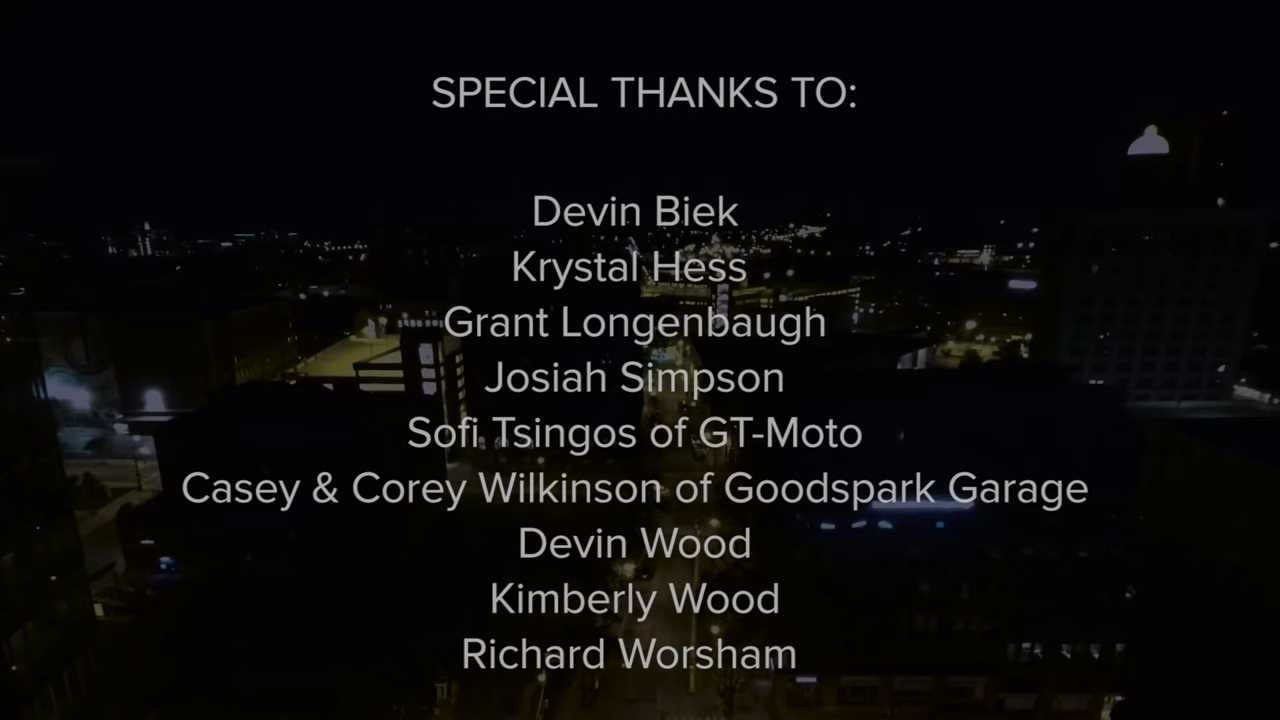 SPECIAL THANKS TO:
Devin Biek
Krystal Hess
Grant Longenbaugh
Josiah Simpson
Sofi Tsingos of GT-Moto
Casey & Corey Wilkinson of Goodspark Garage
Devin Wood
Kimberly Wood
Richard Worsham